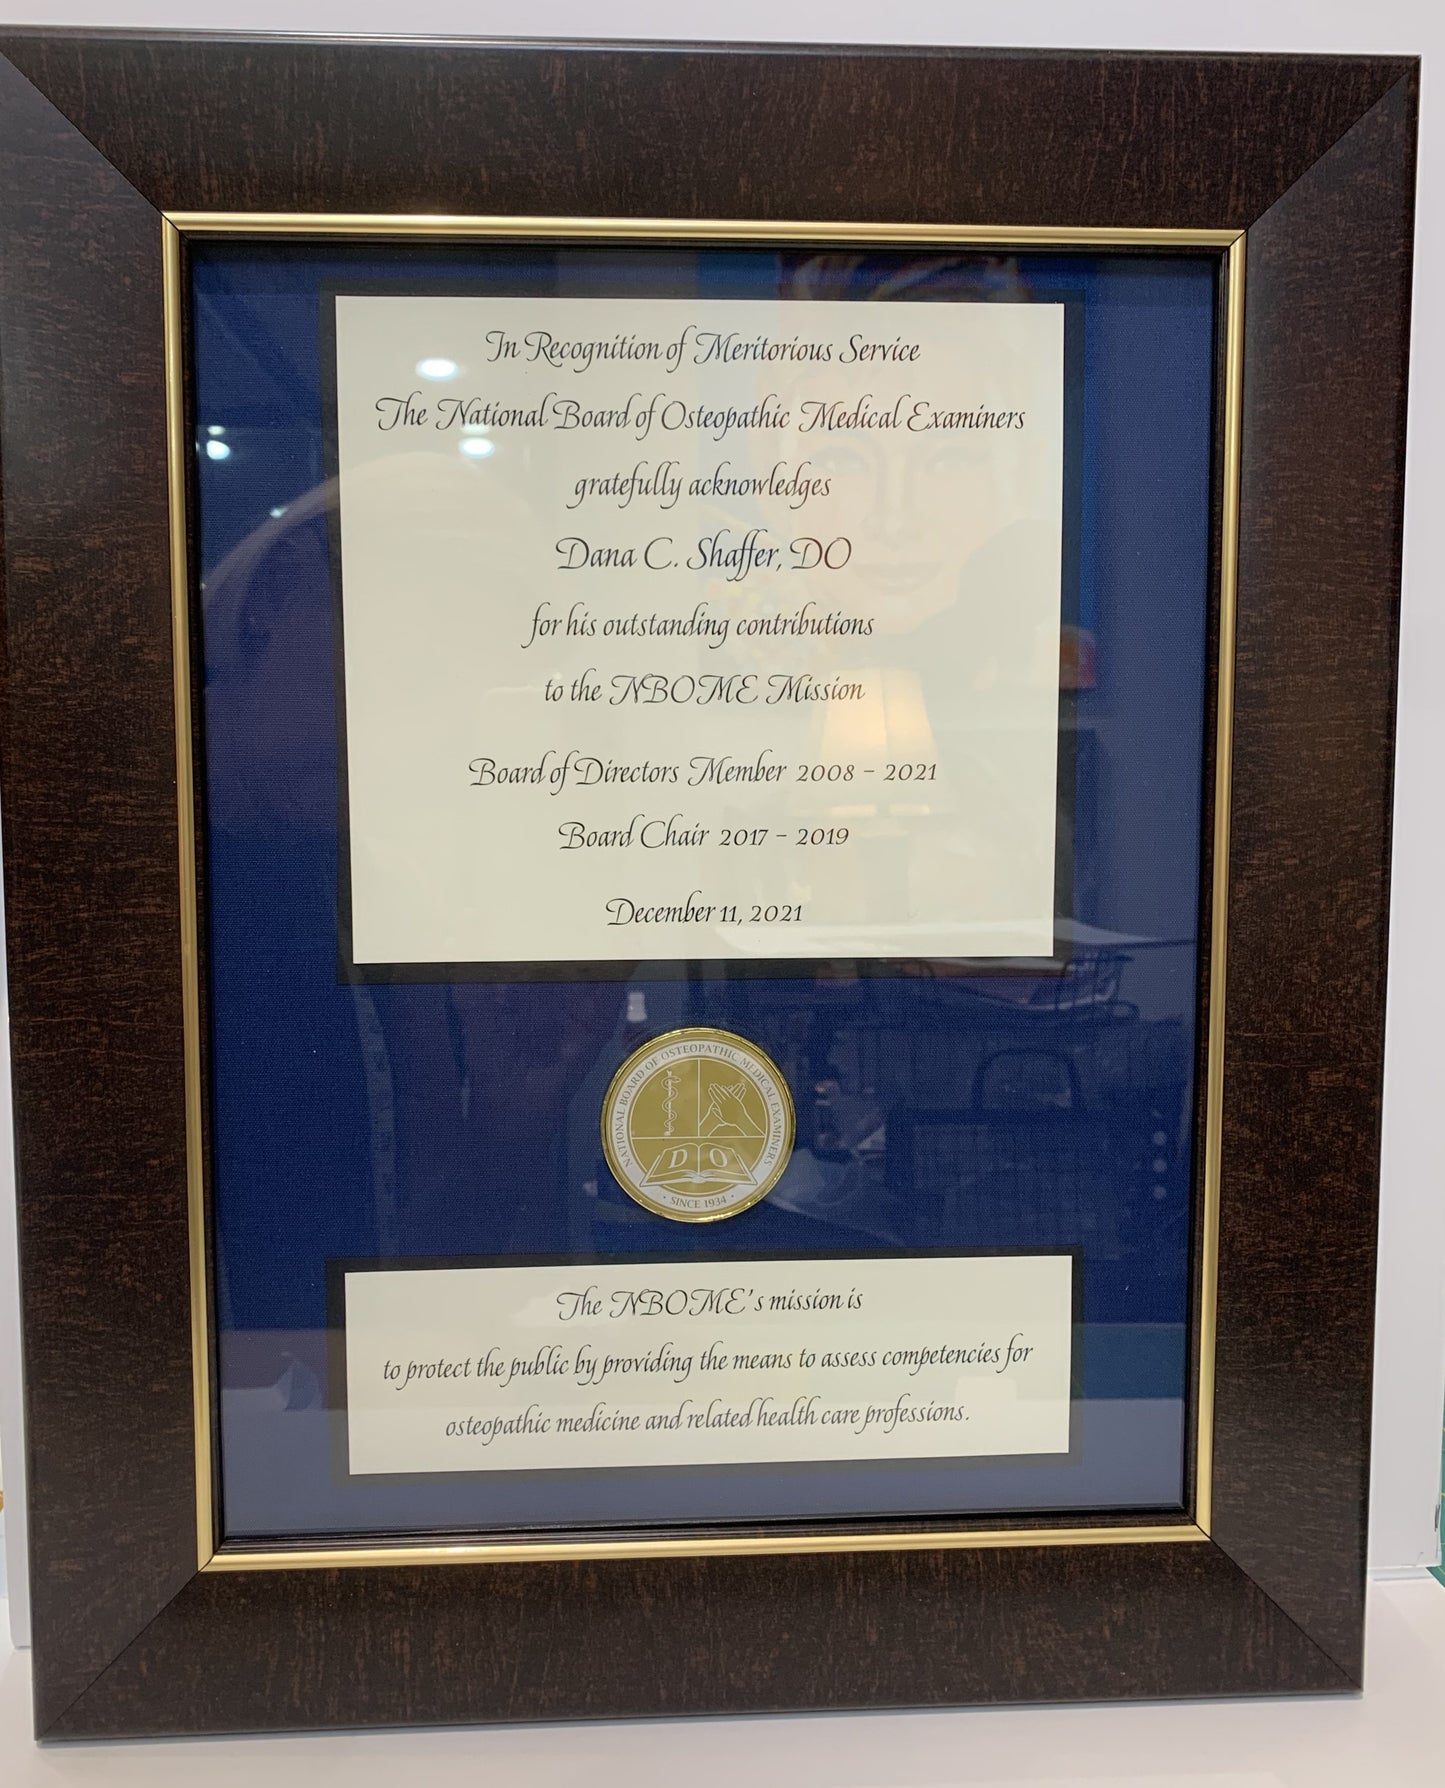 In Recognition of Meritorious Service
The National Board of Osteopathic Medical Examiners
gratefully acknowledges
Dana C. Shaffer, DO
for his outstanding contributions
to the NBOME Mission
Board of Directors Member 2008 - 2021
Board Chair 2017 - 2019
December 11, 2021
NATIONAL BOARD OF OSTEOPATHIC MEDICAL EXAMINERS
D O
· SINCE 1934 ·
The NBOME's mission is
to protect the public by providing the means to assess competencies for
osteopathic medicine and related health care professions.